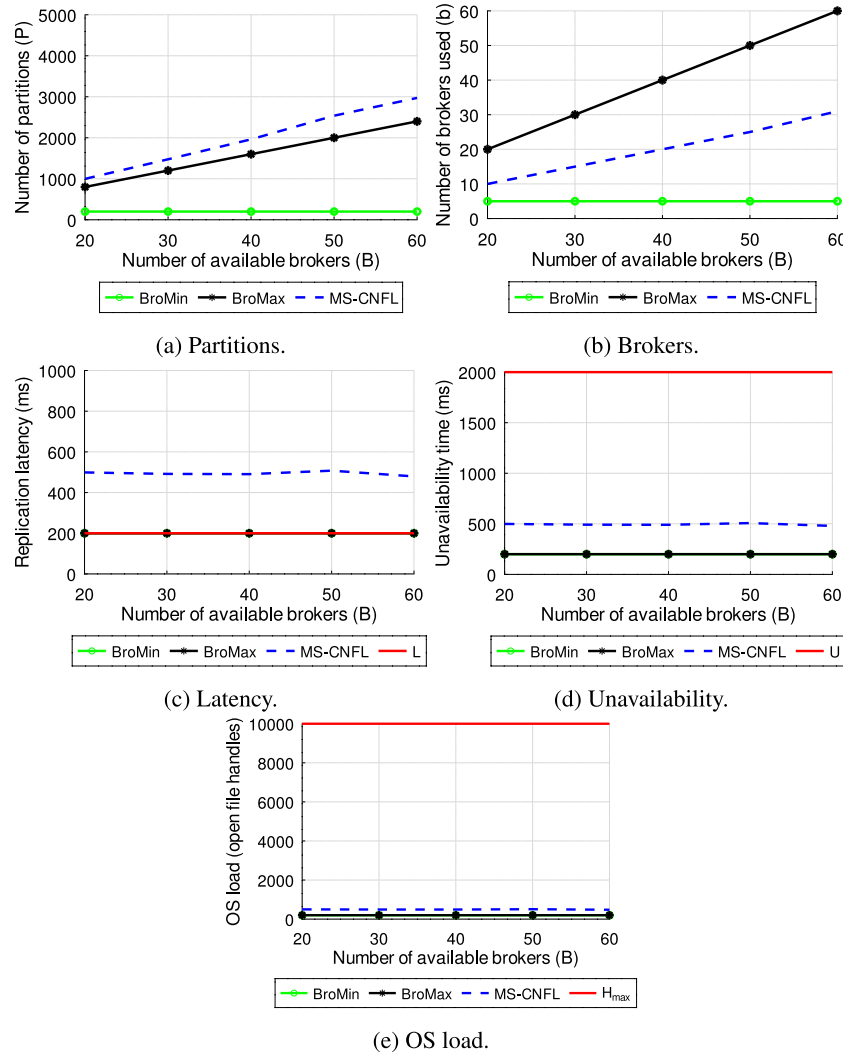 Number of partitions (P)
5000
4000
3000
2000
1000
0
20 30 40 50 60
Number of available brokers (B)
BroMin BroMax MS-CNFL
(a) Partitions.
Number of brokers used (b)
60
50
40
30
20
10
0
20 30 40 50 60
Number of available brokers (B)
BroMin BroMax MS-CNFL
(b) Brokers.
Replication latency (ms)
1000
800
600
400
200
0
20 30 40 50 60
Number of available brokers (B)
BroMin BroMax MS-CNFL L
(c) Latency.
Unavailability time (ms)
2000
1500
1000
500
0
20 30 40 50 60
Number of available brokers (B)
BroMin BroMax MS-CNFL U
(d) Unavailability.
OS load (open file handles)
10000
8000
6000
4000
2000
0
20 30 40 50 60
Number of available brokers (B)
BroMin BroMax MS-CNFL Hmax
(e) OS load.